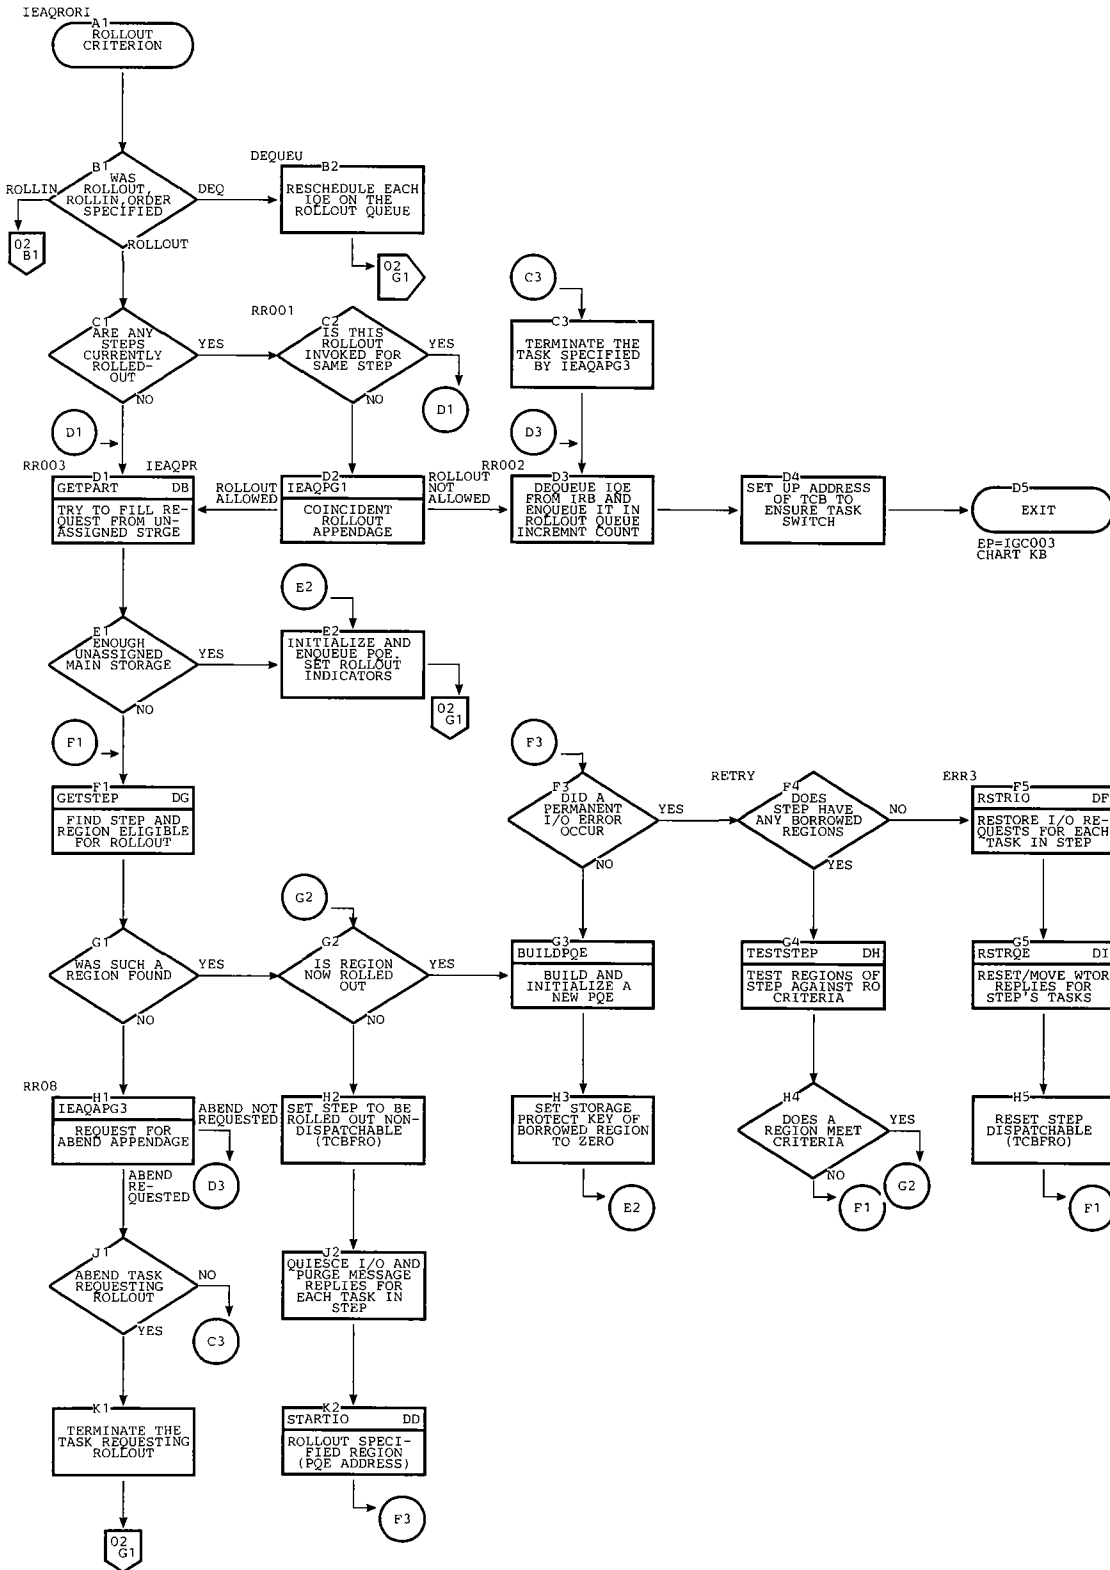 IEAQRORI
A1
ROLLOUT
CRITERION
B1
WAS
ROLLOUT,
ROLLIN,ORDER
SPECIFIED
ROLLIN
DEQ
ROLLOUT
02
B1
DEQUEU
B2
RESCHEDULE EACH
IQE ON THE
ROLLOUT QUEUE
02
G1
C3
C1
ARE ANY
STEPS
CURRENTLY
ROLLED-
OUT
YES
NO
RR001
C2
IS THIS
ROLLOUT
INVOKED FOR
SAME STEP
YES
NO
D1
C3
TERMINATE THE
TASK SPECIFIED
BY IEAQAPG3
D1
D3
RR003
IEAQPR
D1
GETPART DB
TRY TO FILL RE-
QUEST FROM UN-
ASSIGNED STRGE
ROLLOUT
ALLOWED
D2
IEAQPG1
COINCIDENT
ROLLOUT
APPENDAGE
ROLLOUT
NOT
ALLOWED
RR002
D3
DEQUEUE IQE
FROM IRB AND
ENQUEUE IT IN
ROLLOUT QUEUE
INCREMNT COUNT
D4
SET UP ADDRESS
OF TCB TO
ENSURE TASK
SWITCH
D5
EXIT
EP=IGC003
CHART KB
E2
E1
ENOUGH
UNASSIGNED
MAIN STORAGE
YES
NO
E2
INITIALIZE AND
ENQUEUE PQE.
SET ROLLOUT
INDICATORS
02
G1
F1
F3
F1
GETSTEP DG
FIND STEP AND
REGION ELIGIBLE
FOR ROLLOUT
F3
DID A
PERMANENT
I/O ERROR
OCCUR
YES
NO
RETRY
F4
DOES
STEP HAVE
ANY BORROWED
REGIONS
NO
YES
ERR3
F5
RSTRIO DF
RESTORE I/O RE-
QUESTS FOR EACH
TASK IN STEP
G2
G1
WAS SUCH A
REGION FOUND
YES
NO
G2
IS REGION
NOW ROLLED
OUT
YES
NO
G3
BUILDPQE
BUILD AND
INITIALIZE A
NEW PQE
G4
TESTSTEP DH
TEST REGIONS OF
STEP AGAINST RO
CRITERIA
G5
RSTRQE DI
RESET/MOVE WTOR
REPLIES FOR
STEP'S TASKS
RR08
H1
IEAQAPG3
REQUEST FOR
ABEND APPENDAGE
ABEND NOT
REQUESTED
D3
ABEND
RE-
QUESTED
H2
SET STEP TO BE
ROLLED OUT NON-
DISPATCHABLE
(TCBFRO)
H3
SET STORAGE
PROTECT KEY OF
BORROWED REGION
TO ZERO
E2
H4
DOES A
REGION MEET
CRITERIA
YES
NO
F1
G2
H5
RESET STEP
DISPATCHABLE
(TCBFRO)
F1
J1
ABEND TASK
REQUESTING
ROLLOUT
NO
YES
C3
J2
QUIESCE I/O AND
PURGE MESSAGE
REPLIES FOR
EACH TASK IN
STEP
K1
TERMINATE THE
TASK REQUESTING
ROLLOUT
02
G1
K2
STARTIO DD
ROLLOUT SPECI-
FIED REGION
(PQE ADDRESS)
F3